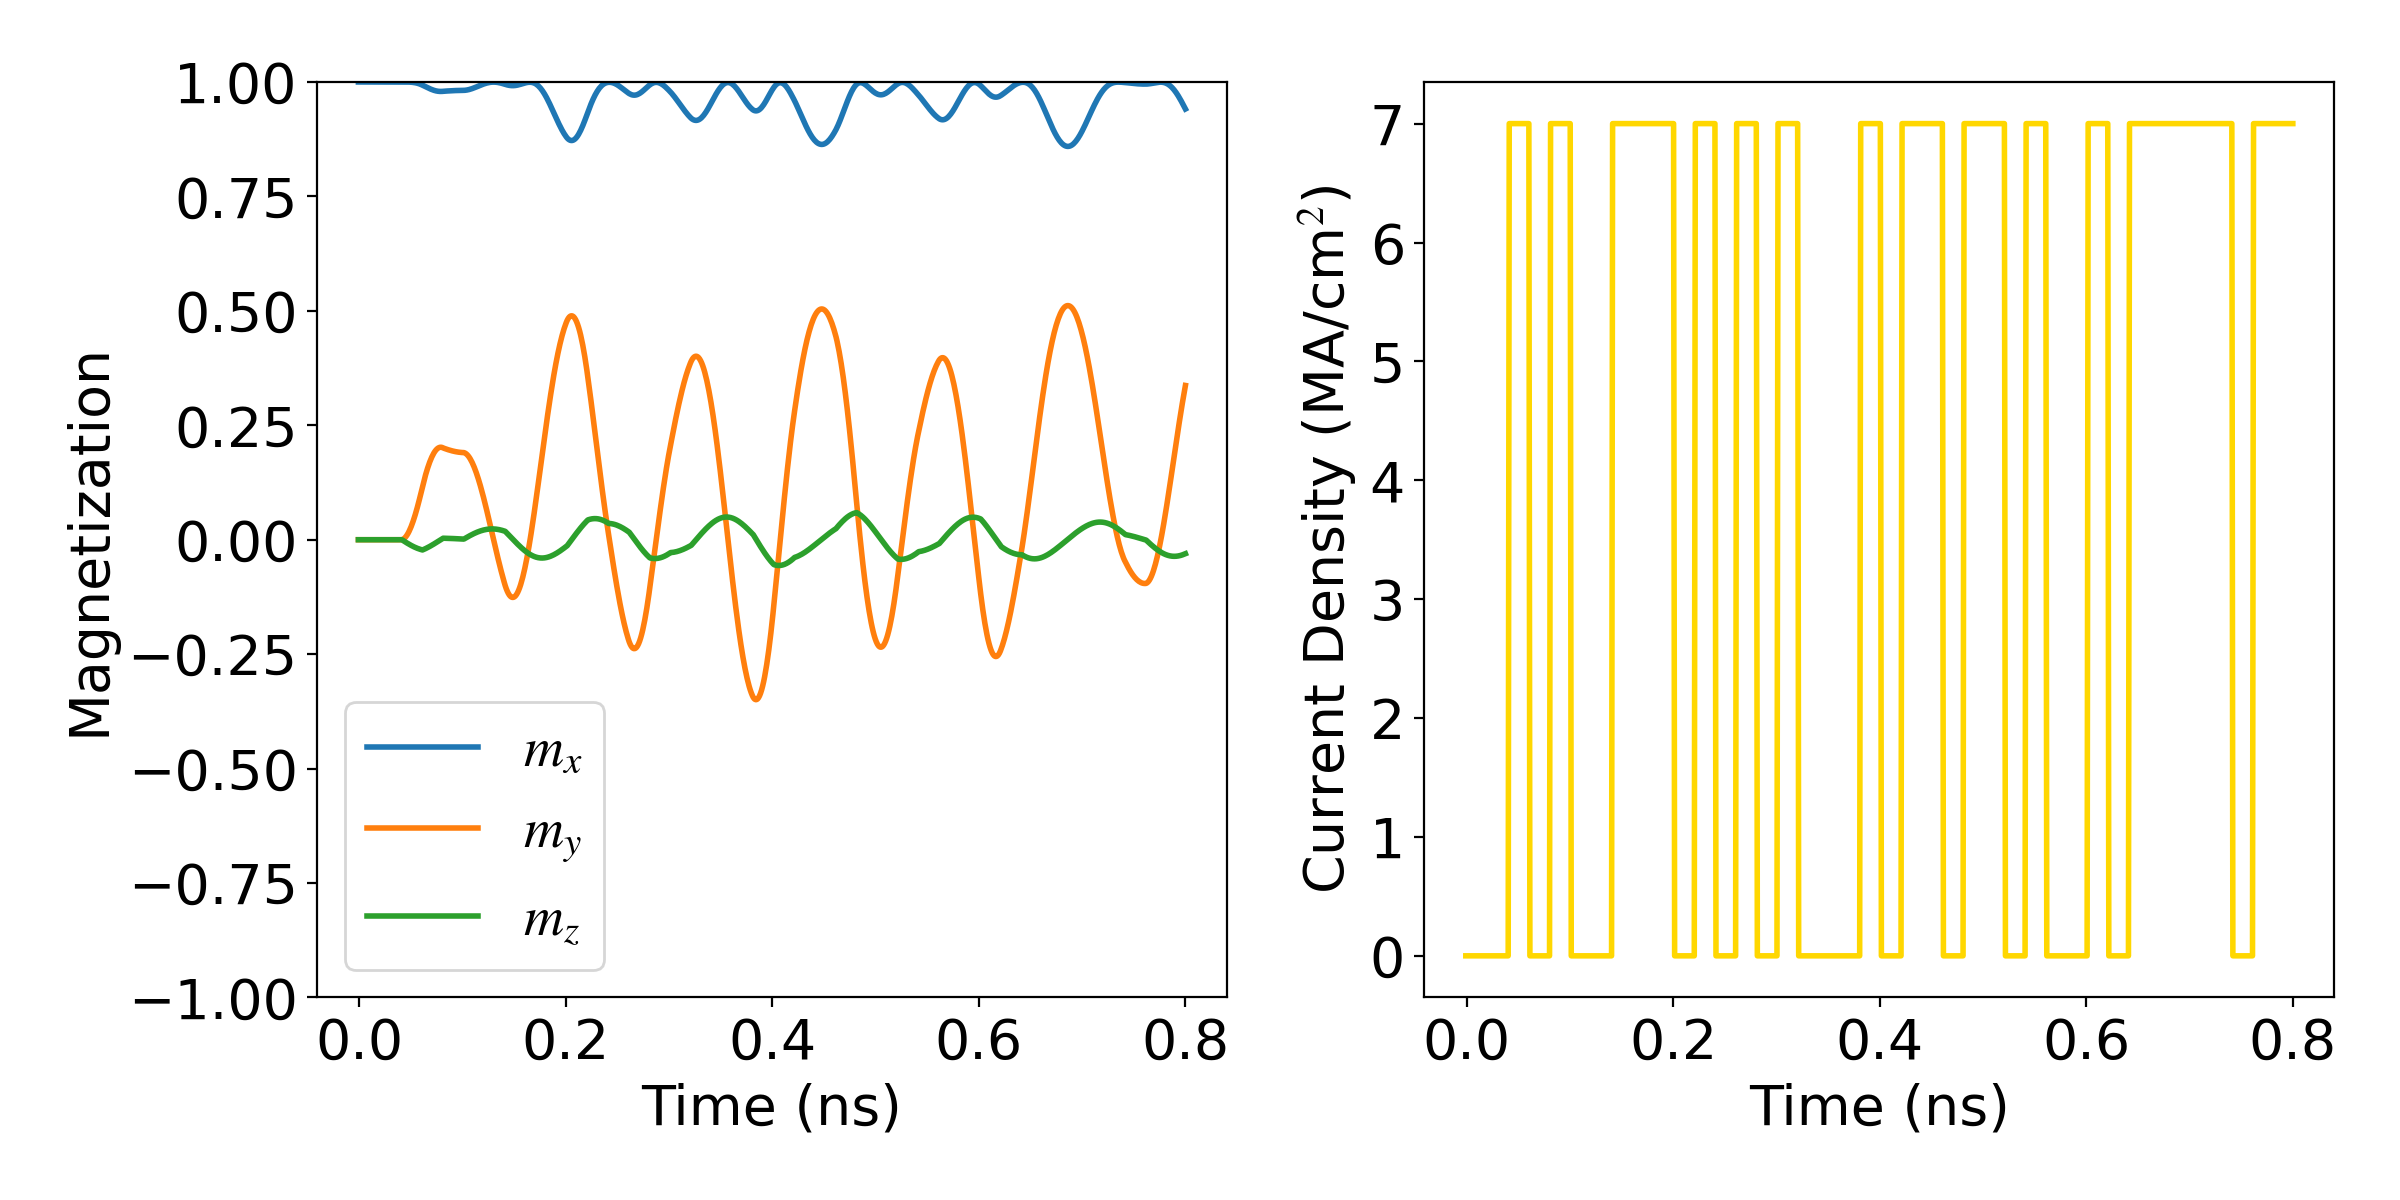 1.00
0.75
0.50
0.25
0.00
−0.25
−0.50
−0.75
−1.00
Magnetization
m_x
m_y
m_z
0.0 0.2 0.4 0.6 0.8
Time (ns)
7
6
5
4
3
2
1
0
Current Density (MA/cm²)
0.0 0.2 0.4 0.6 0.8
Time (ns)